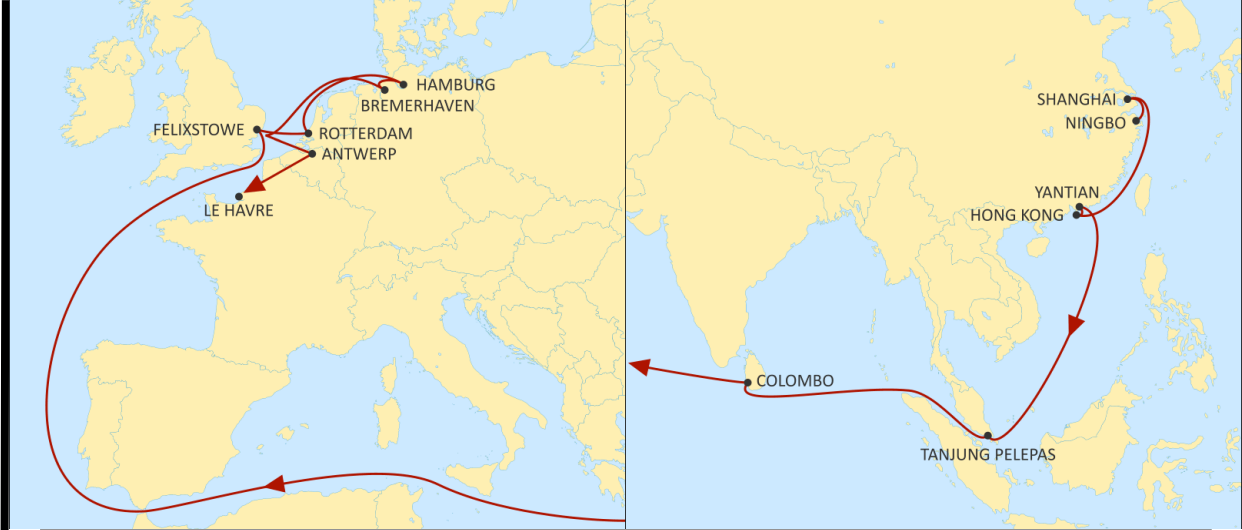 HAMBURG
BREMERHAVEN
FELIXSTOWE
ROTTERDAM
ANTWERP
LE HAVRE
SHANGHAI
NINGBO
YANTIAN
HONG KONG
COLOMBO
TANJUNG PELEPAS